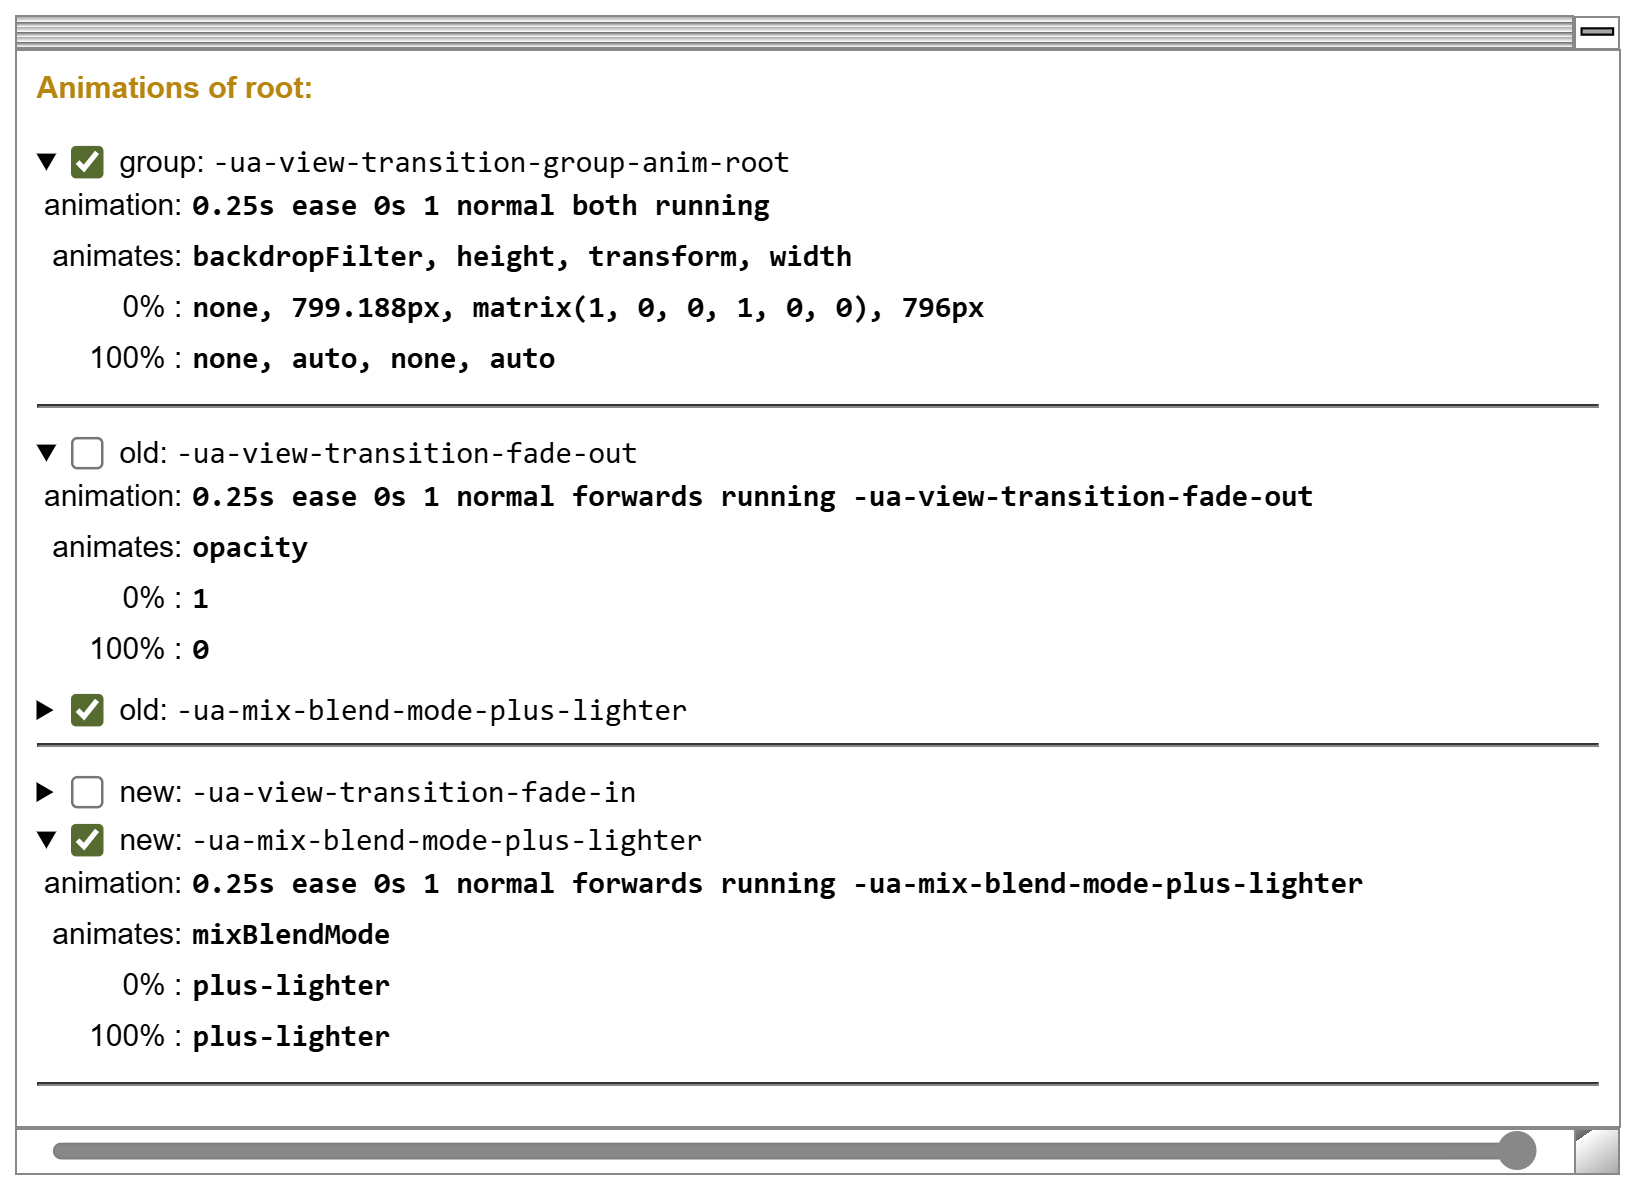 Animations of root:
group: -ua-view-transition-group-anim-root
animation: 0.25s ease 0s 1 normal both running
animates: backdropFilter, height, transform, width
0% : none, 799.188px, matrix(1, 0, 0, 1, 0, 0), 796px
100% : none, auto, none, auto
old: -ua-view-transition-fade-out
animation: 0.25s ease 0s 1 normal forwards running -ua-view-transition-fade-out
animates: opacity
0% : 1
100% : 0
old: -ua-mix-blend-mode-plus-lighter
new: -ua-view-transition-fade-in
new: -ua-mix-blend-mode-plus-lighter
animation: 0.25s ease 0s 1 normal forwards running -ua-mix-blend-mode-plus-lighter
animates: mixBlendMode
0% : plus-lighter
100% : plus-lighter